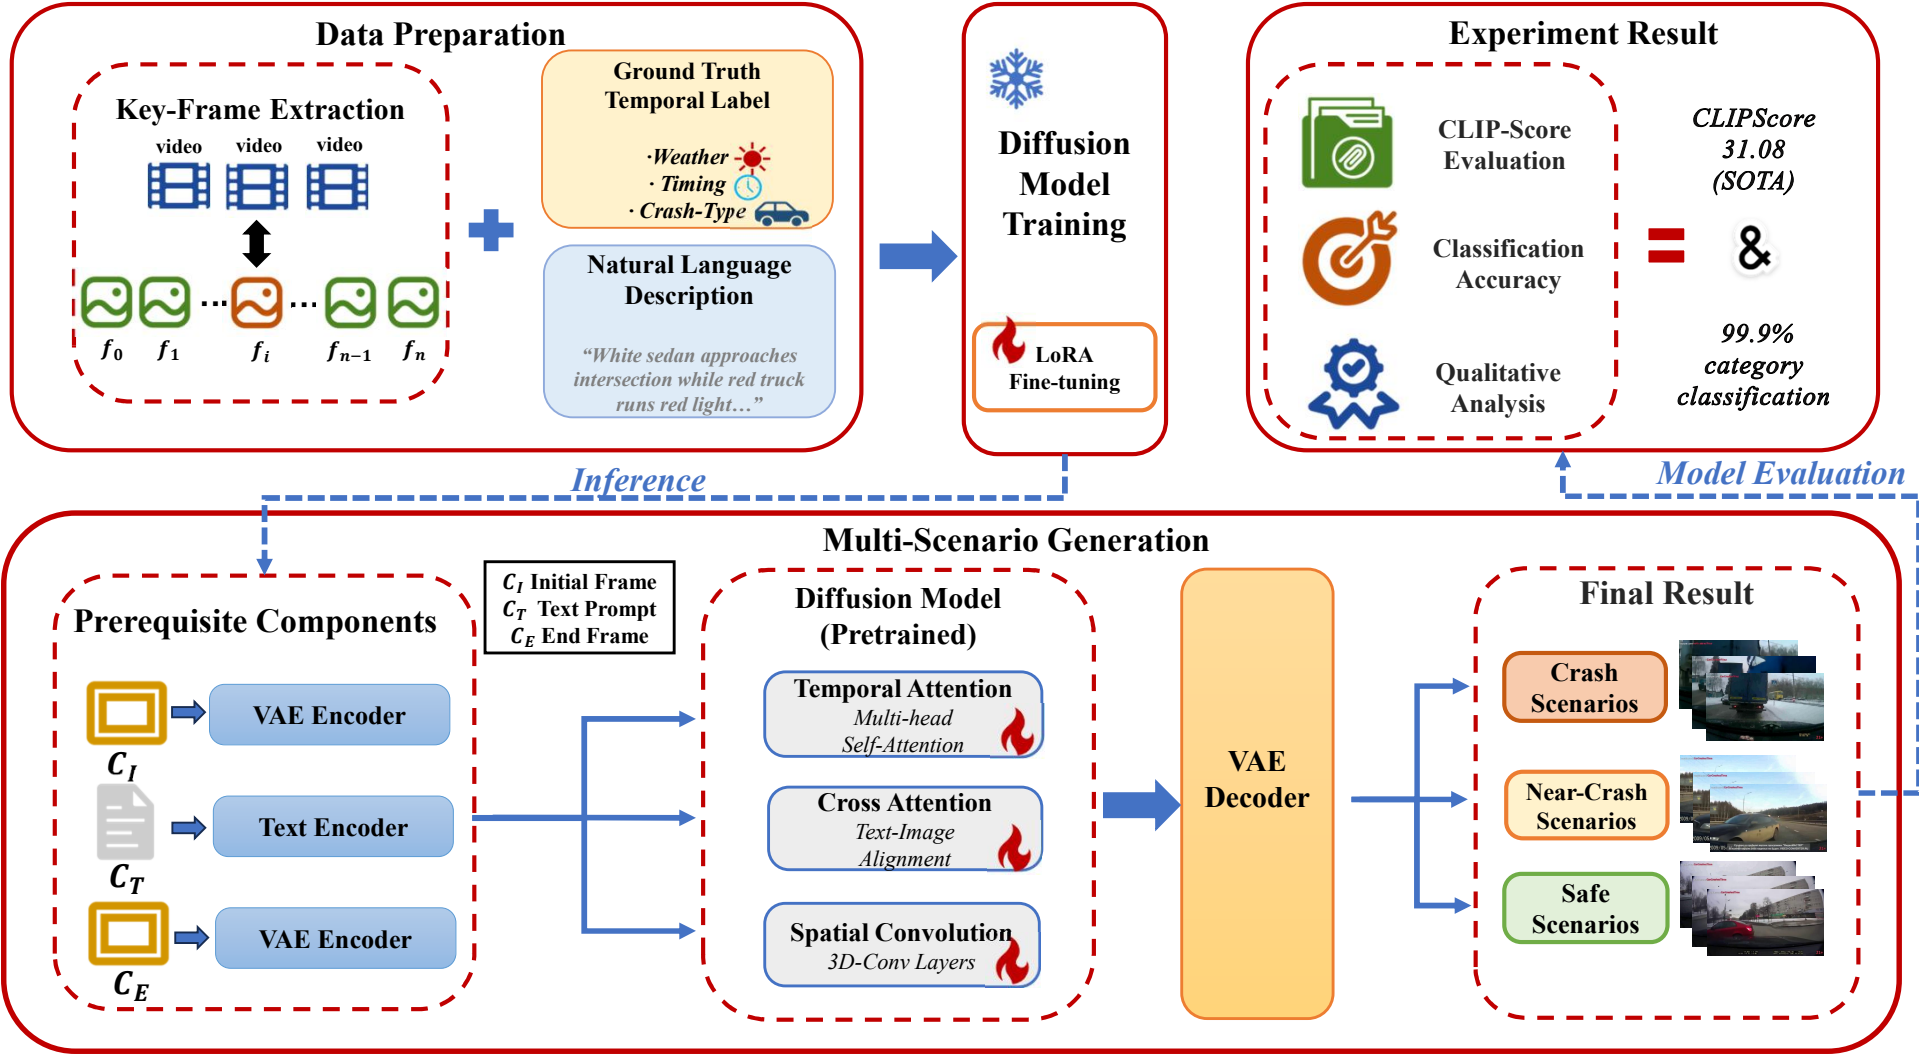 Data Preparation
Key-Frame Extraction
video video video
... ...
f0 f1 fi fn−1 fn
Ground Truth
Temporal Label
·Weather
· Timing
· Crash-Type
Natural Language
Description
“White sedan approaches
intersection while red truck
runs red light…”
Diffusion
Model
Training
LoRA
Fine-tuning
Experiment Result
CLIP-Score
Evaluation
Classification
Accuracy
Qualitative
Analysis
=
CLIPScore
31.08
(SOTA)
&
99.9%
category
classification
Inference
Model Evaluation
Multi-Scenario Generation
Prerequisite Components
CI Initial Frame
CT Text Prompt
CE End Frame
VAE Encoder
CI
Text Encoder
CT
VAE Encoder
CE
Diffusion Model
(Pretrained)
Temporal Attention
Multi-head
Self-Attention
Cross Attention
Text-Image
Alignment
Spatial Convolution
3D-Conv Layers
VAE
Decoder
Final Result
Crash
Scenarios
Near-Crash
Scenarios
Safe
Scenarios